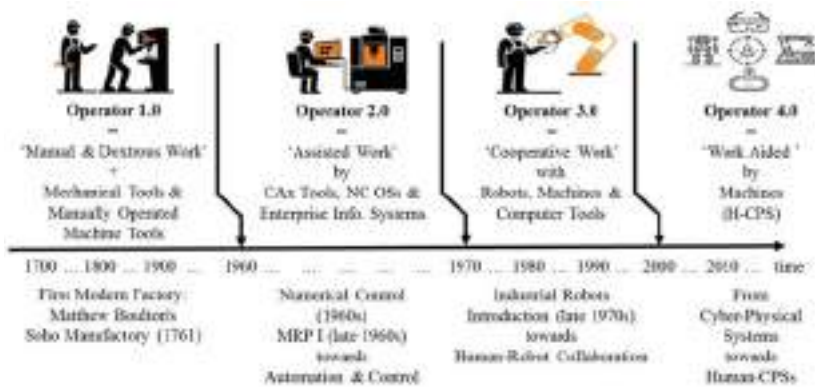 Operator 1.0
=
'Manual & Dextrous Work'
+
Mechanical Tools &
Manually Operated
Machine Tools
Operator 2.0
=
'Assisted Work'
by
CAx Tools, NC OSs &
Enterprise Info. Systems
Operator 3.0
=
'Cooperative Work'
with
Robots, Machines &
Computer Tools
Operator 4.0
=
'Work Aided '
by
Machines
(H-CPS)
1700 ... 1800 ... 1900 ... 1960 ... ... ... ... ... 1970 ... 1980 ... 1990 ... 2000 ... 2010 ... time
First Modern Factory:
Matthew Boulton's
Soho Manufactory (1761)
Numerical Control
(1960s)
MRP I (late 1960s)
towards
Automation & Control
Industrial Robots
Introduction (late 1970s)
towards
Human-Robot Collaboration
From
Cyber-Physical
Systems
towards
Human-CPSs